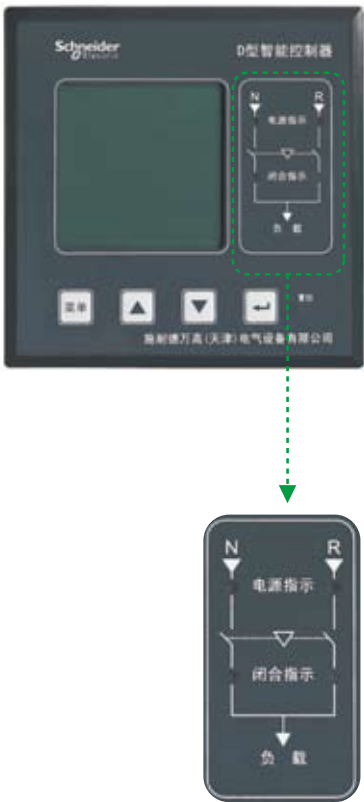 Schneider
Electric
D型智能控制器
N R
电源指示
闭合指示
负 载
菜单
施耐德万高(天津)电气设备有限公司
N R
电源指示
闭合指示
负 载